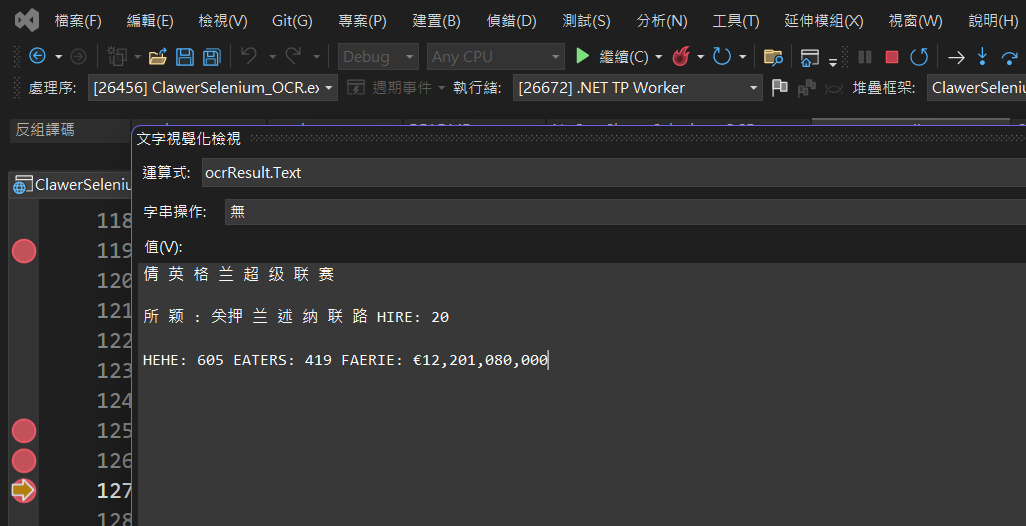 檔案(F) 編輯(E) 檢視(V) Git(G) 專案(P) 建置(B) 偵錯(D) 測試(S) 分析(N) 工具(T) 延伸模組(X) 視窗(W) 說明(H)
Debug Any CPU 繼續(C)
處理序: [26456] ClawerSelenium_OCR.ex 週期事件 執行緒: [26672] .NET TP Worker 堆疊框架: ClawerSeleniu
反組譯碼
文字視覺化檢視
運算式: ocrResult.Text
ClawerSeleniu
字串操作: 無
118
值(V):
119
倩 英 格 兰 超 级 联 赛
120
所 颖 : 尖押 兰 述 纳 联 路 HIRE: 20
121
122
HEHE: 605 EATERS: 419 FAERIE: €12,201,080,000
123
124
125
126
127
128